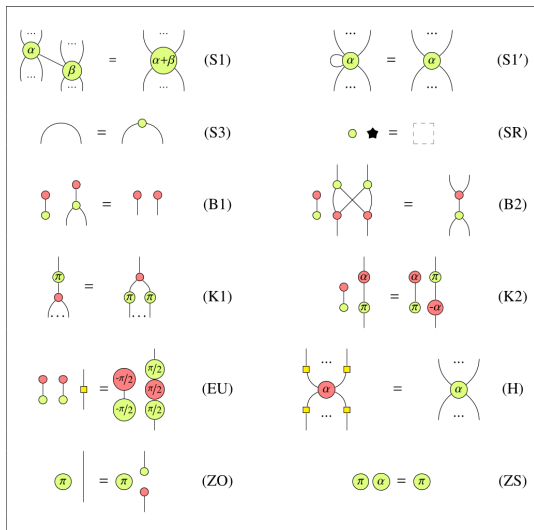 ... ... ... ... ...
α β = α+β (S1) α = α (S1′)
... ... ... ... ...
= (S3) = (SR)
= (B1) = (B2)
π = π π (K1) α π = α π π -α (K2)
... ...
-π/2 -π/2 = π/2 π/2 π/2 (EU) α = α (H)
... ... ... ...
π = π (ZO) π α = π (ZS)